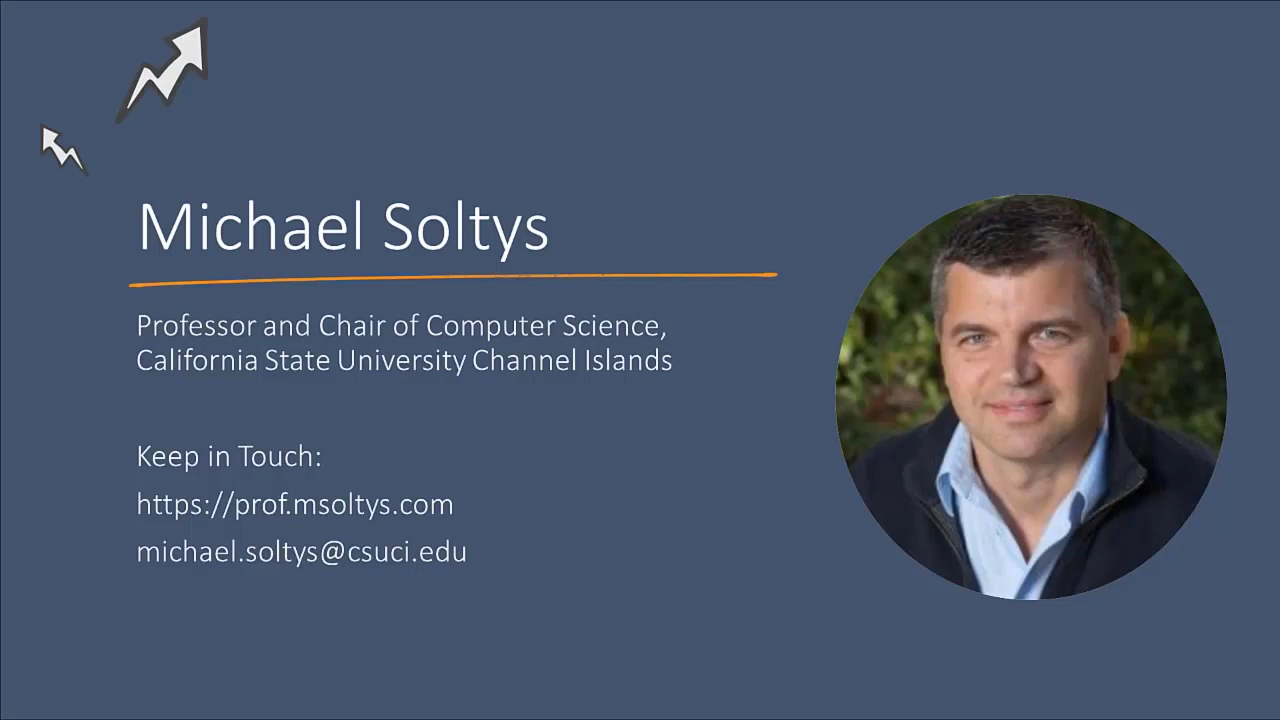 Michael Soltys
Professor and Chair of Computer Science,
California State University Channel Islands
Keep in Touch:
https://prof.msoltys.com
michael.soltys@csuci.edu